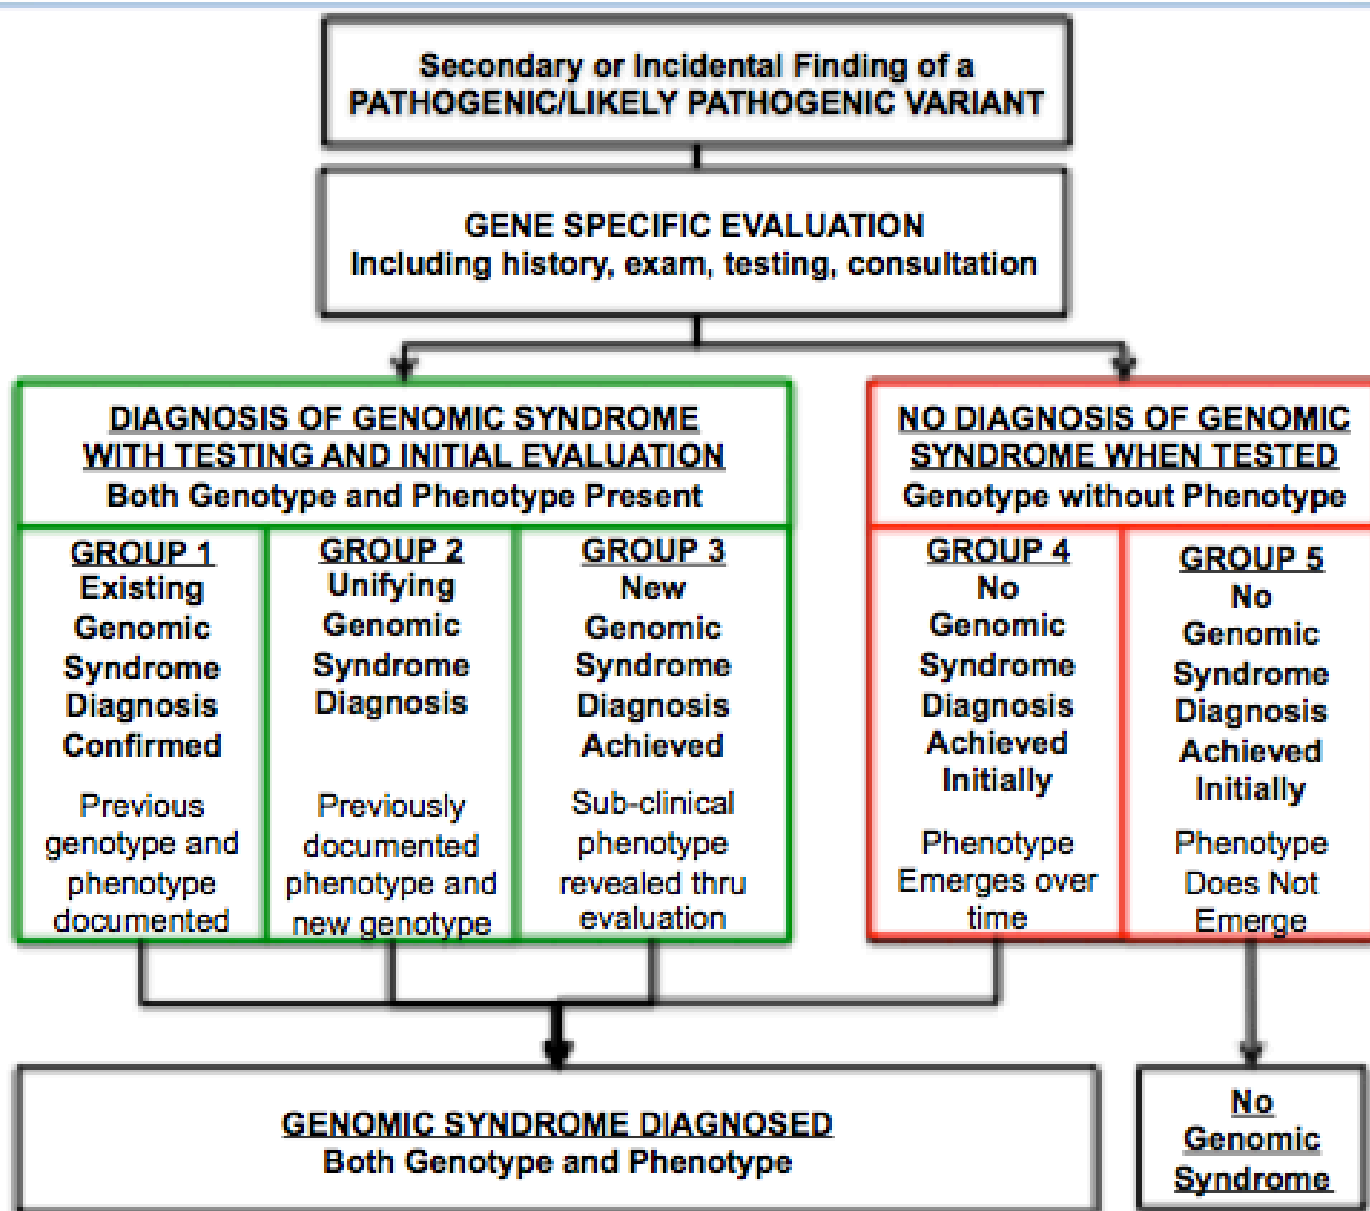 Secondary or Incidental Finding of a
PATHOGENIC/LIKELY PATHOGENIC VARIANT
GENE SPECIFIC EVALUATION
Including history, exam, testing, consultation
DIAGNOSIS OF GENOMIC SYNDROME
WITH TESTING AND INITIAL EVALUATION
Both Genotype and Phenotype Present
NO DIAGNOSIS OF GENOMIC
SYNDROME WHEN TESTED
Genotype without Phenotype
GROUP 1
Existing
Genomic
Syndrome
Diagnosis
Confirmed
Previous
genotype and
phenotype
documented
GROUP 2
Unifying
Genomic
Syndrome
Diagnosis
Previously
documented
phenotype and
new genotype
GROUP 3
New
Genomic
Syndrome
Diagnosis
Achieved
Sub-clinical
phenotype
revealed thru
evaluation
GROUP 4
No
Genomic
Syndrome
Diagnosis
Achieved
Initially
Phenotype
Emerges over
time
GROUP 5
No
Genomic
Syndrome
Diagnosis
Achieved
Initially
Phenotype
Does Not
Emerge
GENOMIC SYNDROME DIAGNOSED
Both Genotype and Phenotype
No
Genomic
Syndrome